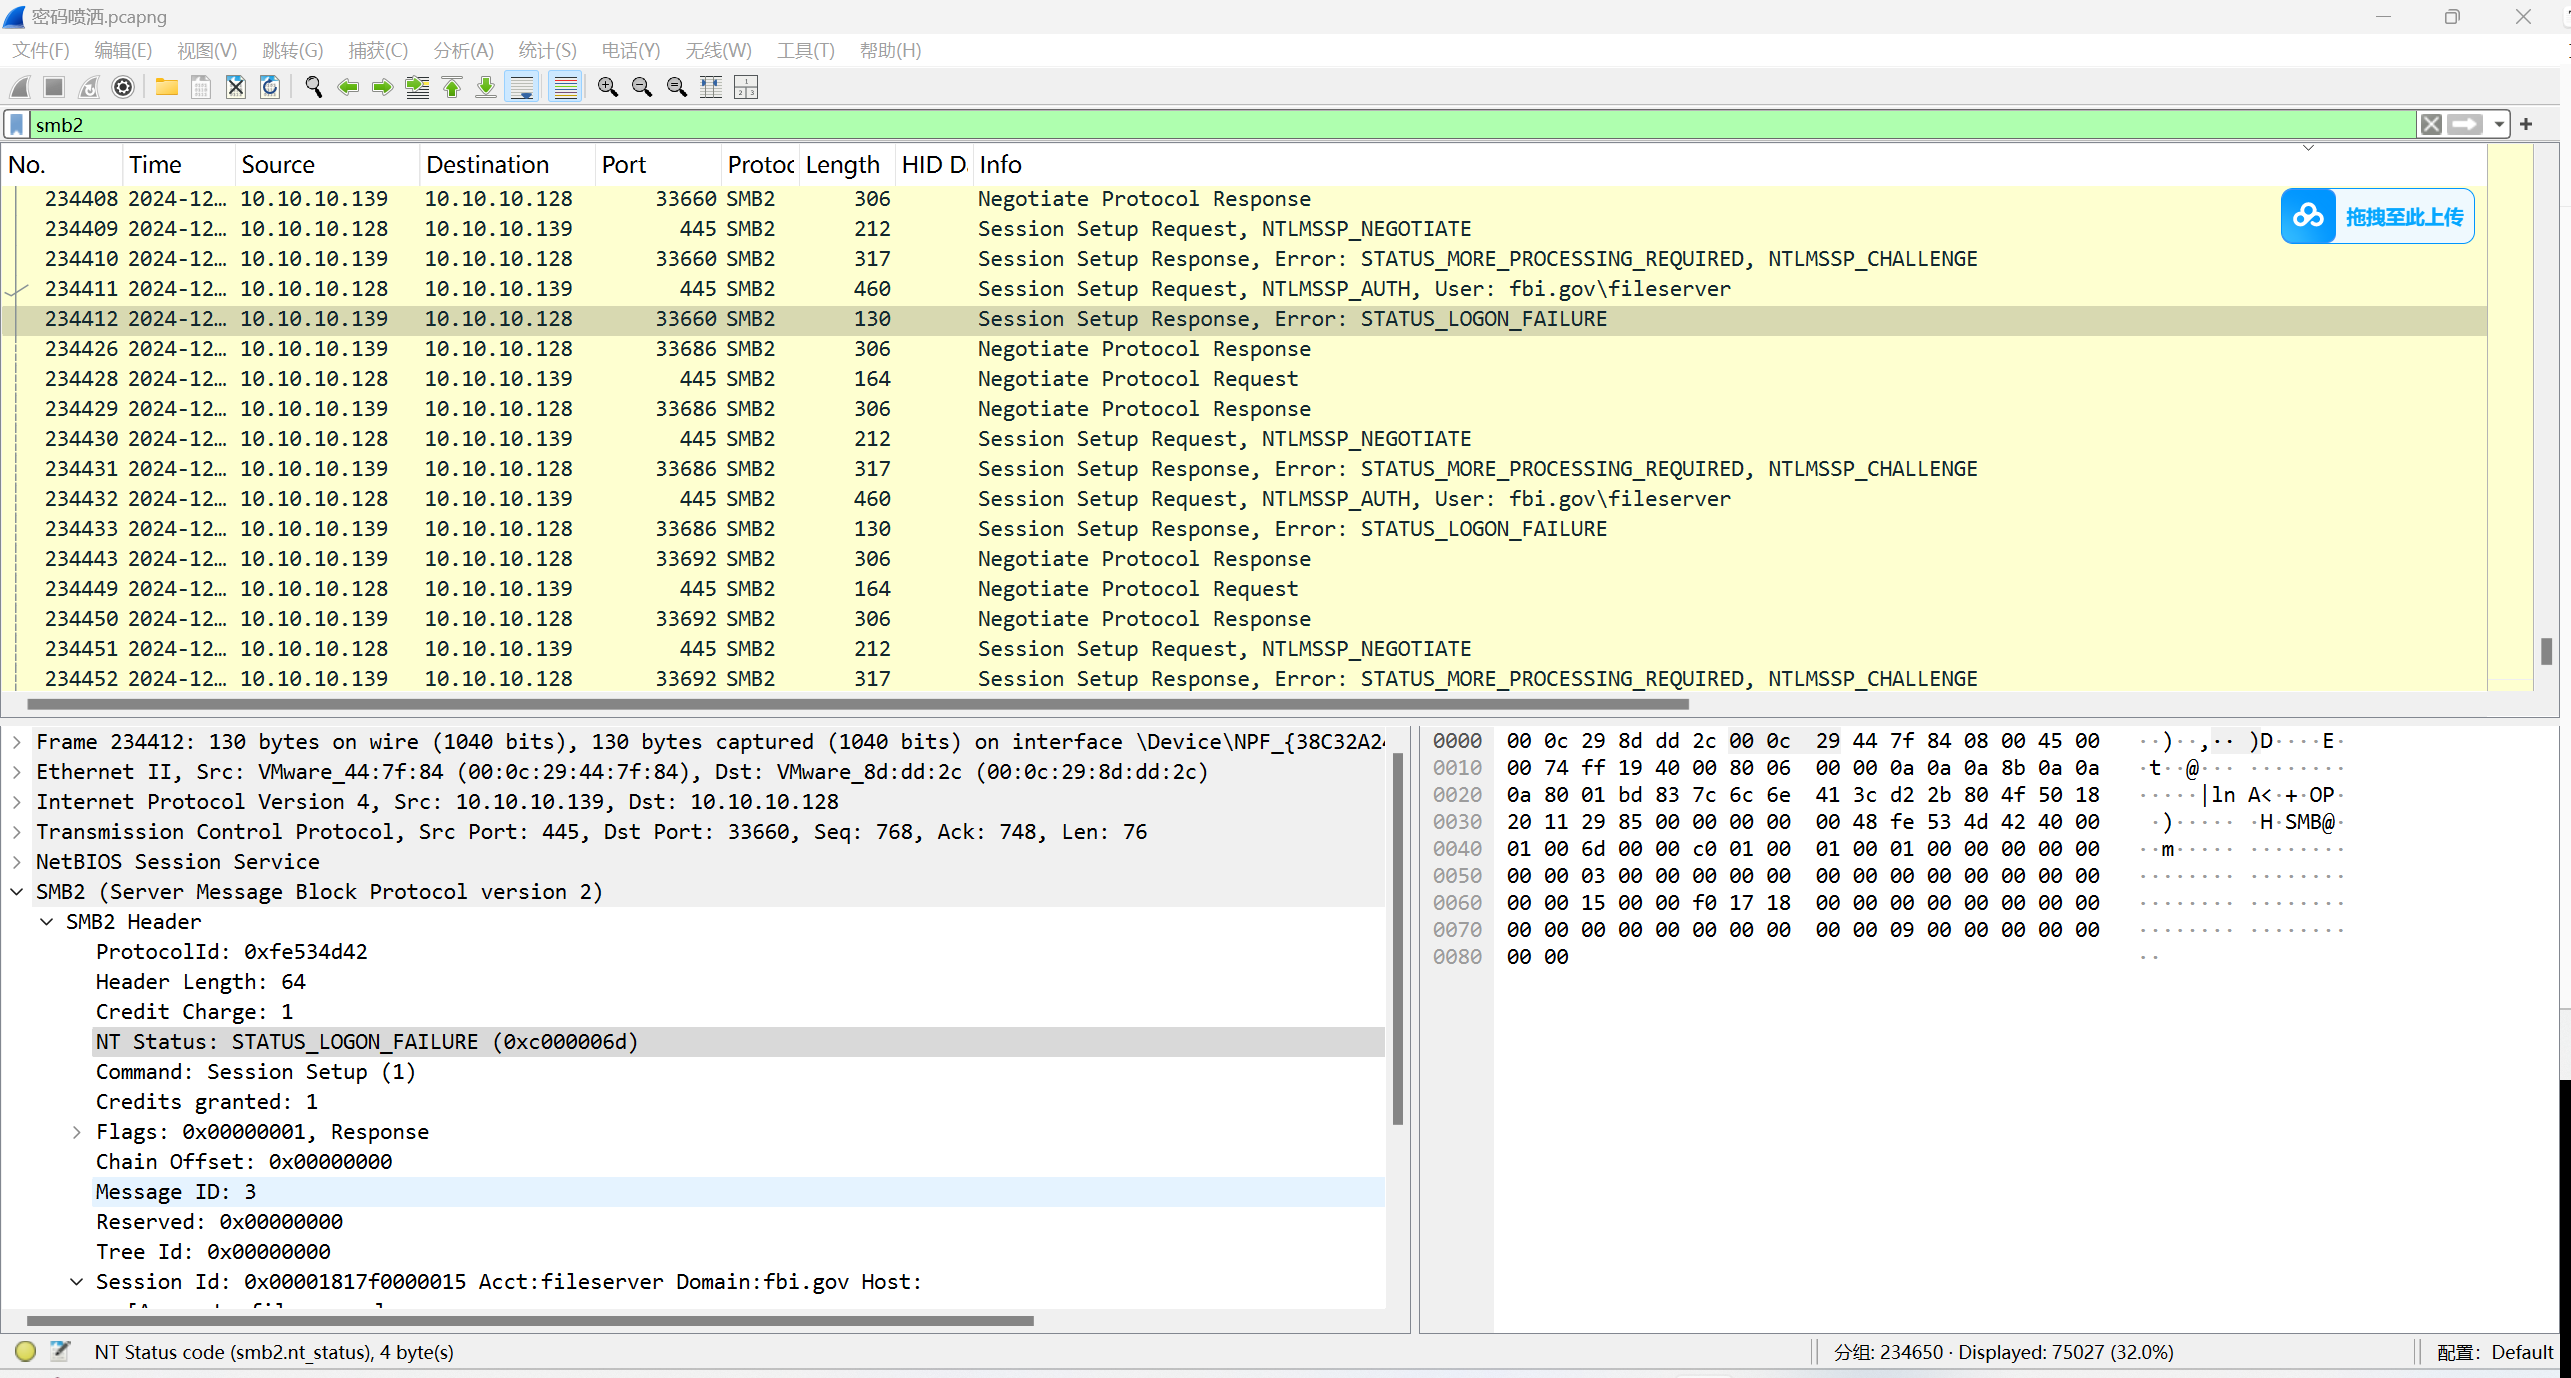 密码喷洒.pcapng
文件(F) 编辑(E) 视图(V) 跳转(G) 捕获(C) 分析(A) 统计(S) 电话(Y) 无线(W) 工具(T) 帮助(H)
smb2
No. Time Source Destination Port Protoc Length HID D. Info
234408 2024-12… 10.10.10.139 10.10.10.128 33660 SMB2 306 Negotiate Protocol Response
234409 2024-12… 10.10.10.128 10.10.10.139 445 SMB2 212 Session Setup Request, NTLMSSP_NEGOTIATE
234410 2024-12… 10.10.10.139 10.10.10.128 33660 SMB2 317 Session Setup Response, Error: STATUS_MORE_PROCESSING_REQUIRED, NTLMSSP_CHALLENGE
234411 2024-12… 10.10.10.128 10.10.10.139 445 SMB2 460 Session Setup Request, NTLMSSP_AUTH, User: fbi.gov\fileserver
234412 2024-12… 10.10.10.139 10.10.10.128 33660 SMB2 130 Session Setup Response, Error: STATUS_LOGON_FAILURE
234426 2024-12… 10.10.10.139 10.10.10.128 33686 SMB2 306 Negotiate Protocol Response
234428 2024-12… 10.10.10.128 10.10.10.139 445 SMB2 164 Negotiate Protocol Request
234429 2024-12… 10.10.10.139 10.10.10.128 33686 SMB2 306 Negotiate Protocol Response
234430 2024-12… 10.10.10.128 10.10.10.139 445 SMB2 212 Session Setup Request, NTLMSSP_NEGOTIATE
234431 2024-12… 10.10.10.139 10.10.10.128 33686 SMB2 317 Session Setup Response, Error: STATUS_MORE_PROCESSING_REQUIRED, NTLMSSP_CHALLENGE
234432 2024-12… 10.10.10.128 10.10.10.139 445 SMB2 460 Session Setup Request, NTLMSSP_AUTH, User: fbi.gov\fileserver
234433 2024-12… 10.10.10.139 10.10.10.128 33686 SMB2 130 Session Setup Response, Error: STATUS_LOGON_FAILURE
234443 2024-12… 10.10.10.139 10.10.10.128 33692 SMB2 306 Negotiate Protocol Response
234449 2024-12… 10.10.10.128 10.10.10.139 445 SMB2 164 Negotiate Protocol Request
234450 2024-12… 10.10.10.139 10.10.10.128 33692 SMB2 306 Negotiate Protocol Response
234451 2024-12… 10.10.10.128 10.10.10.139 445 SMB2 212 Session Setup Request, NTLMSSP_NEGOTIATE
234452 2024-12… 10.10.10.139 10.10.10.128 33692 SMB2 317 Session Setup Response, Error: STATUS_MORE_PROCESSING_REQUIRED, NTLMSSP_CHALLENGE
拖拽至此上传
Frame 234412: 130 bytes on wire (1040 bits), 130 bytes captured (1040 bits) on interface \Device\NPF_{38C32A2
Ethernet II, Src: VMware_44:7f:84 (00:0c:29:44:7f:84), Dst: VMware_8d:dd:2c (00:0c:29:8d:dd:2c)
Internet Protocol Version 4, Src: 10.10.10.139, Dst: 10.10.10.128
Transmission Control Protocol, Src Port: 445, Dst Port: 33660, Seq: 768, Ack: 748, Len: 76
NetBIOS Session Service
SMB2 (Server Message Block Protocol version 2)
SMB2 Header
ProtocolId: 0xfe534d42
Header Length: 64
Credit Charge: 1
NT Status: STATUS_LOGON_FAILURE (0xc000006d)
Command: Session Setup (1)
Credits granted: 1
Flags: 0x00000001, Response
Chain Offset: 0x00000000
Message ID: 3
Reserved: 0x00000000
Tree Id: 0x00000000
Session Id: 0x00001817f0000015 Acct:fileserver Domain:fbi.gov Host:
0000 00 0c 29 8d dd 2c 00 0c 29 44 7f 84 08 00 45 00 ··)··,·· )D····E·
0010 00 74 ff 19 40 00 80 06 00 00 0a 0a 0a 8b 0a 0a ·t··@··· ········
0020 0a 80 01 bd 83 7c 6c 6e 41 3c d2 2b 80 4f 50 18 ·····|ln A<·+·OP·
0030 20 11 29 85 00 00 00 00 00 48 fe 53 4d 42 40 00 ·)····· ·H·SMB@·
0040 01 00 6d 00 00 c0 01 00 01 00 01 00 00 00 00 00 ··m····· ········
0050 00 00 03 00 00 00 00 00 00 00 00 00 00 00 00 00 ········ ········
0060 00 00 15 00 00 f0 17 18 00 00 00 00 00 00 00 00 ········ ········
0070 00 00 00 00 00 00 00 00 00 00 09 00 00 00 00 00 ········ ········
0080 00 00 ··
NT Status code (smb2.nt_status), 4 byte(s)
分组: 234650 · Displayed: 75027 (32.0%)
配置: Default